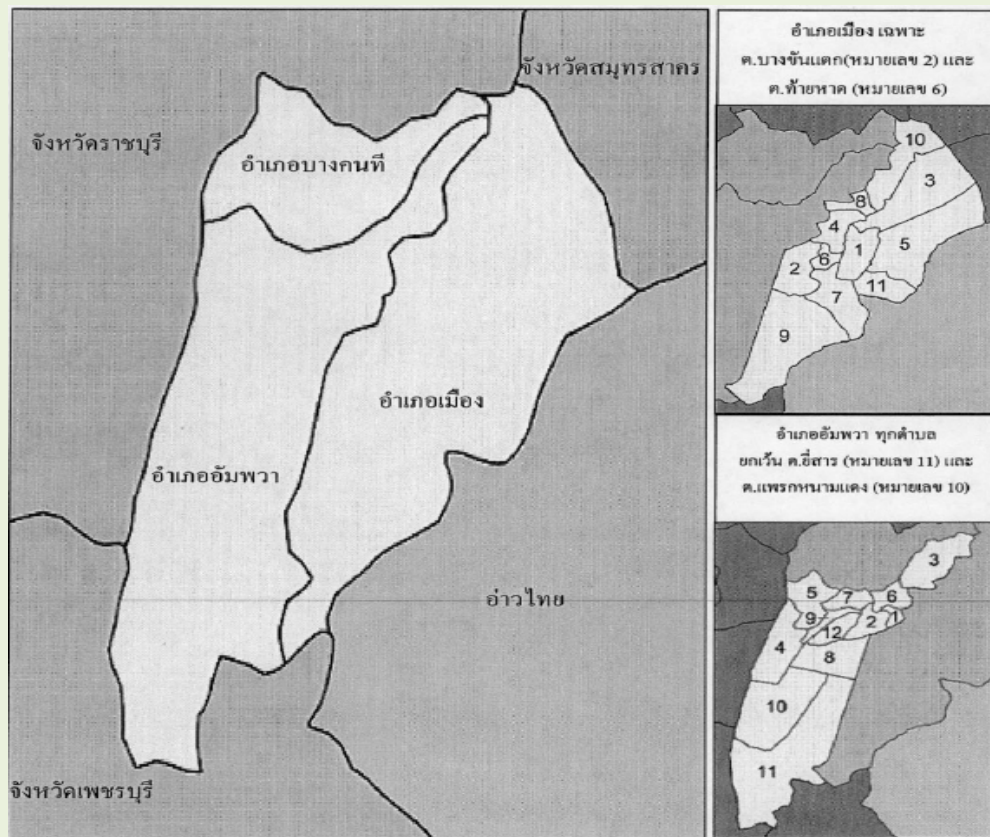 จังหวัดสมุทรสาคร
จังหวัดราชบุรี
อำเภอบางคนที
อำเภอเมือง
อำเภออัมพวา
อ่าวไทย
จังหวัดเพชรบุรี
อำเภอเมือง เฉพาะ
ต.บางขันแตก(หมายเลข 2) และ
ต.ท้ายหาด (หมายเลข 6)
10
3
8
4
1
5
6
2
11
7
9
อำเภออัมพวา ทุกตำบล
ยกเว้น ต.ยี่สาร (หมายเลข 11) และ
ต.แพรกหนามแดง (หมายเลข 10)
3
5
7
6
9
12
2
1
4
8
10
11